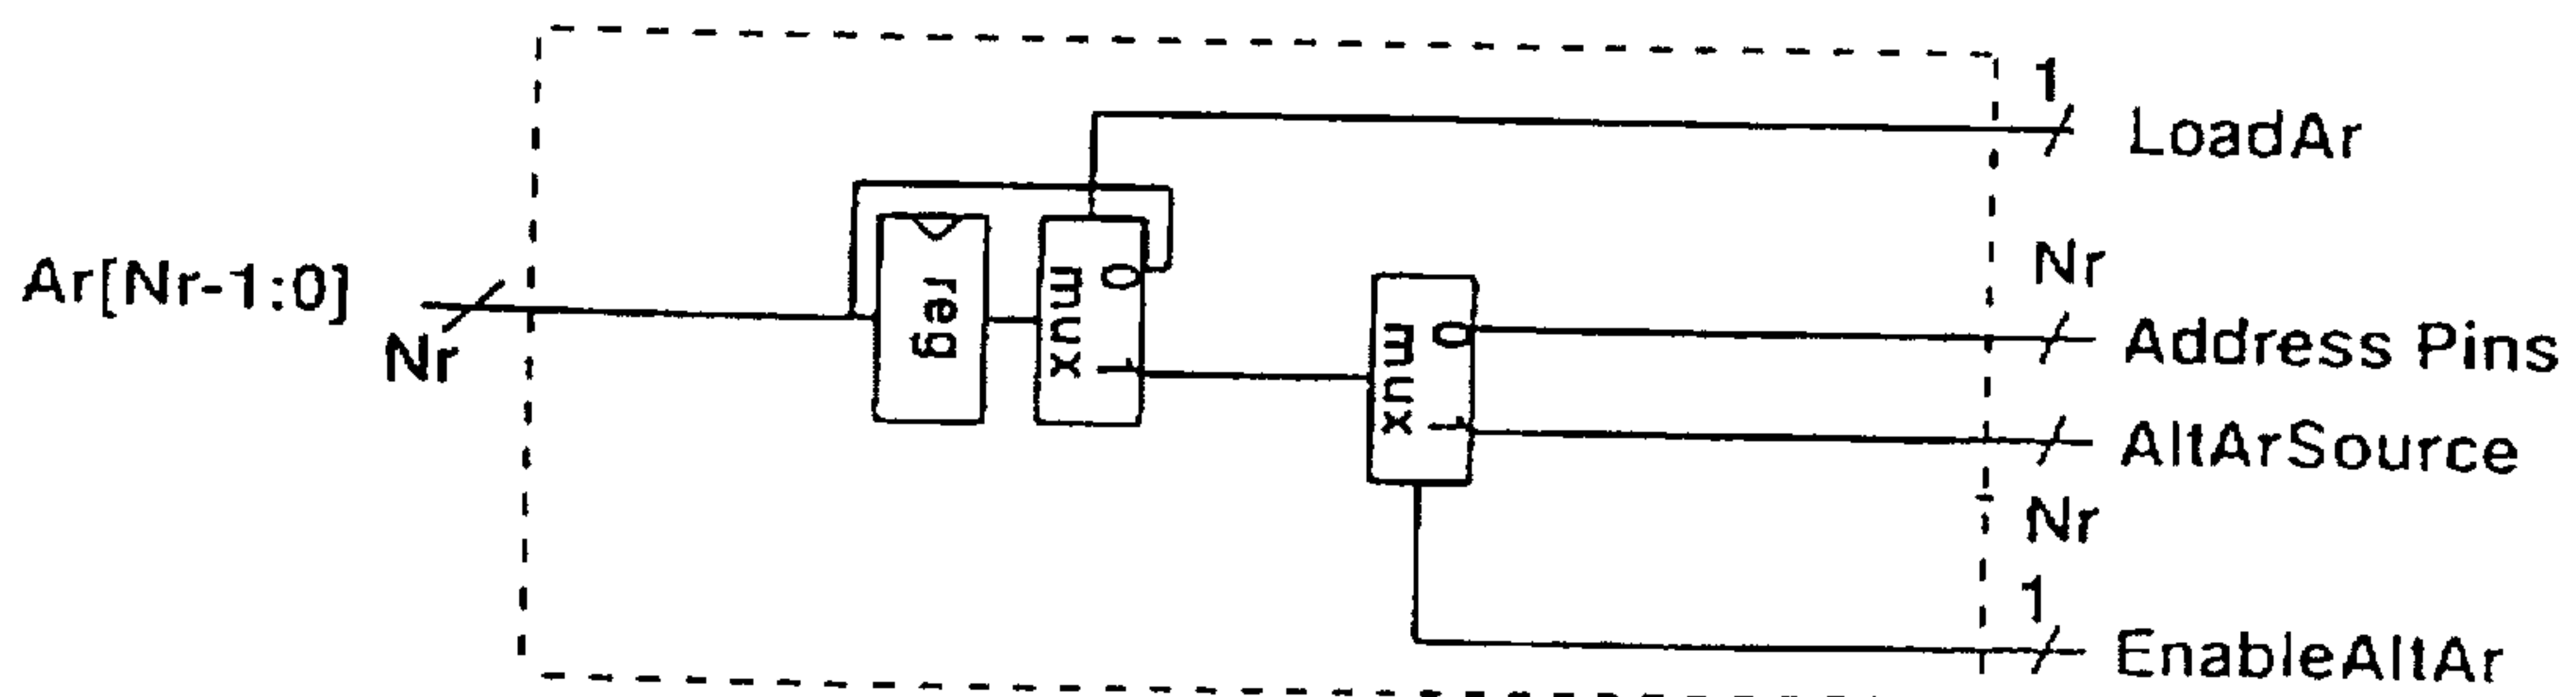 1
LoadAr
Nr
Ar[Nr-1:0]
Nr
reg
mux
0
1
mux
0
1
Address Pins
AltArSource
Nr
1
EnableAltAr